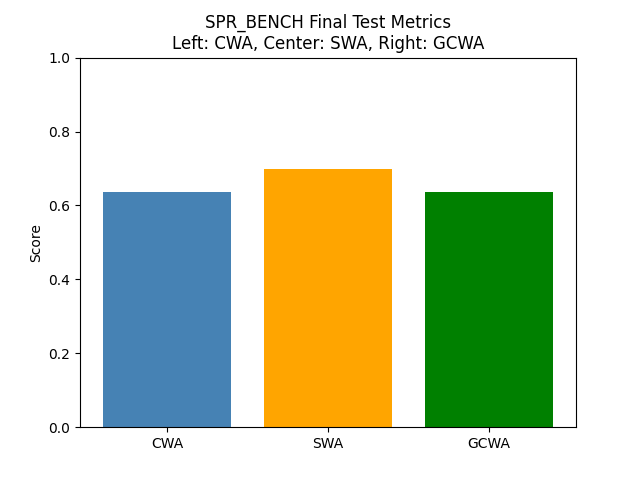 SPR_BENCH Final Test Metrics
Left: CWA, Center: SWA, Right: GCWA
1.0
0.8
0.6
0.4
0.2
0.0
Score
CWA
SWA
GCWA